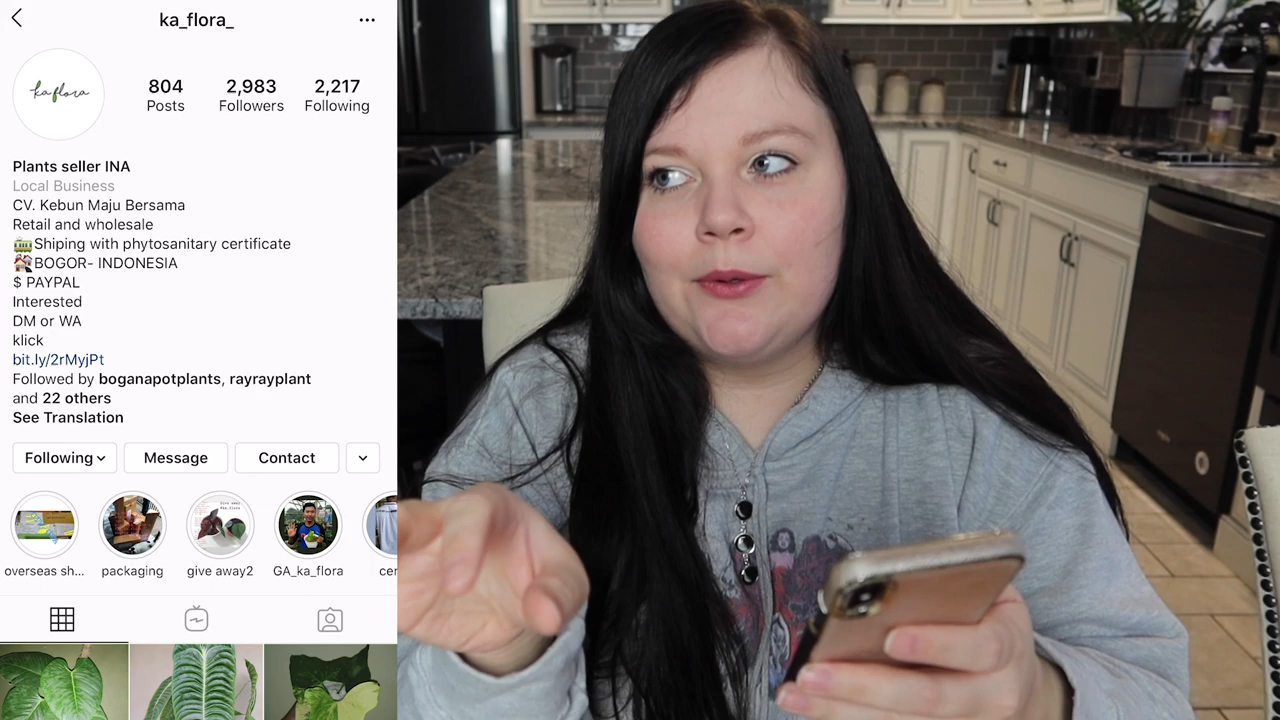 ka_flora_
ka flora
804
2,983
2,217
Posts
Followers
Following
Plants seller INA
Local Business
CV. Kebun Maju Bersama
Retail and wholesale
🚋Shiping with phytosanitary certificate
🏠BOGOR- INDONESIA
$ PAYPAL
Interested
DM or WA
klick
bit.ly/2rMyjPt
Followed by boganapotplants, rayrayplant
and 22 others
See Translation
Following
Message
Contact
overseas sh...
packaging
give away2
GA_ka_flora
cer